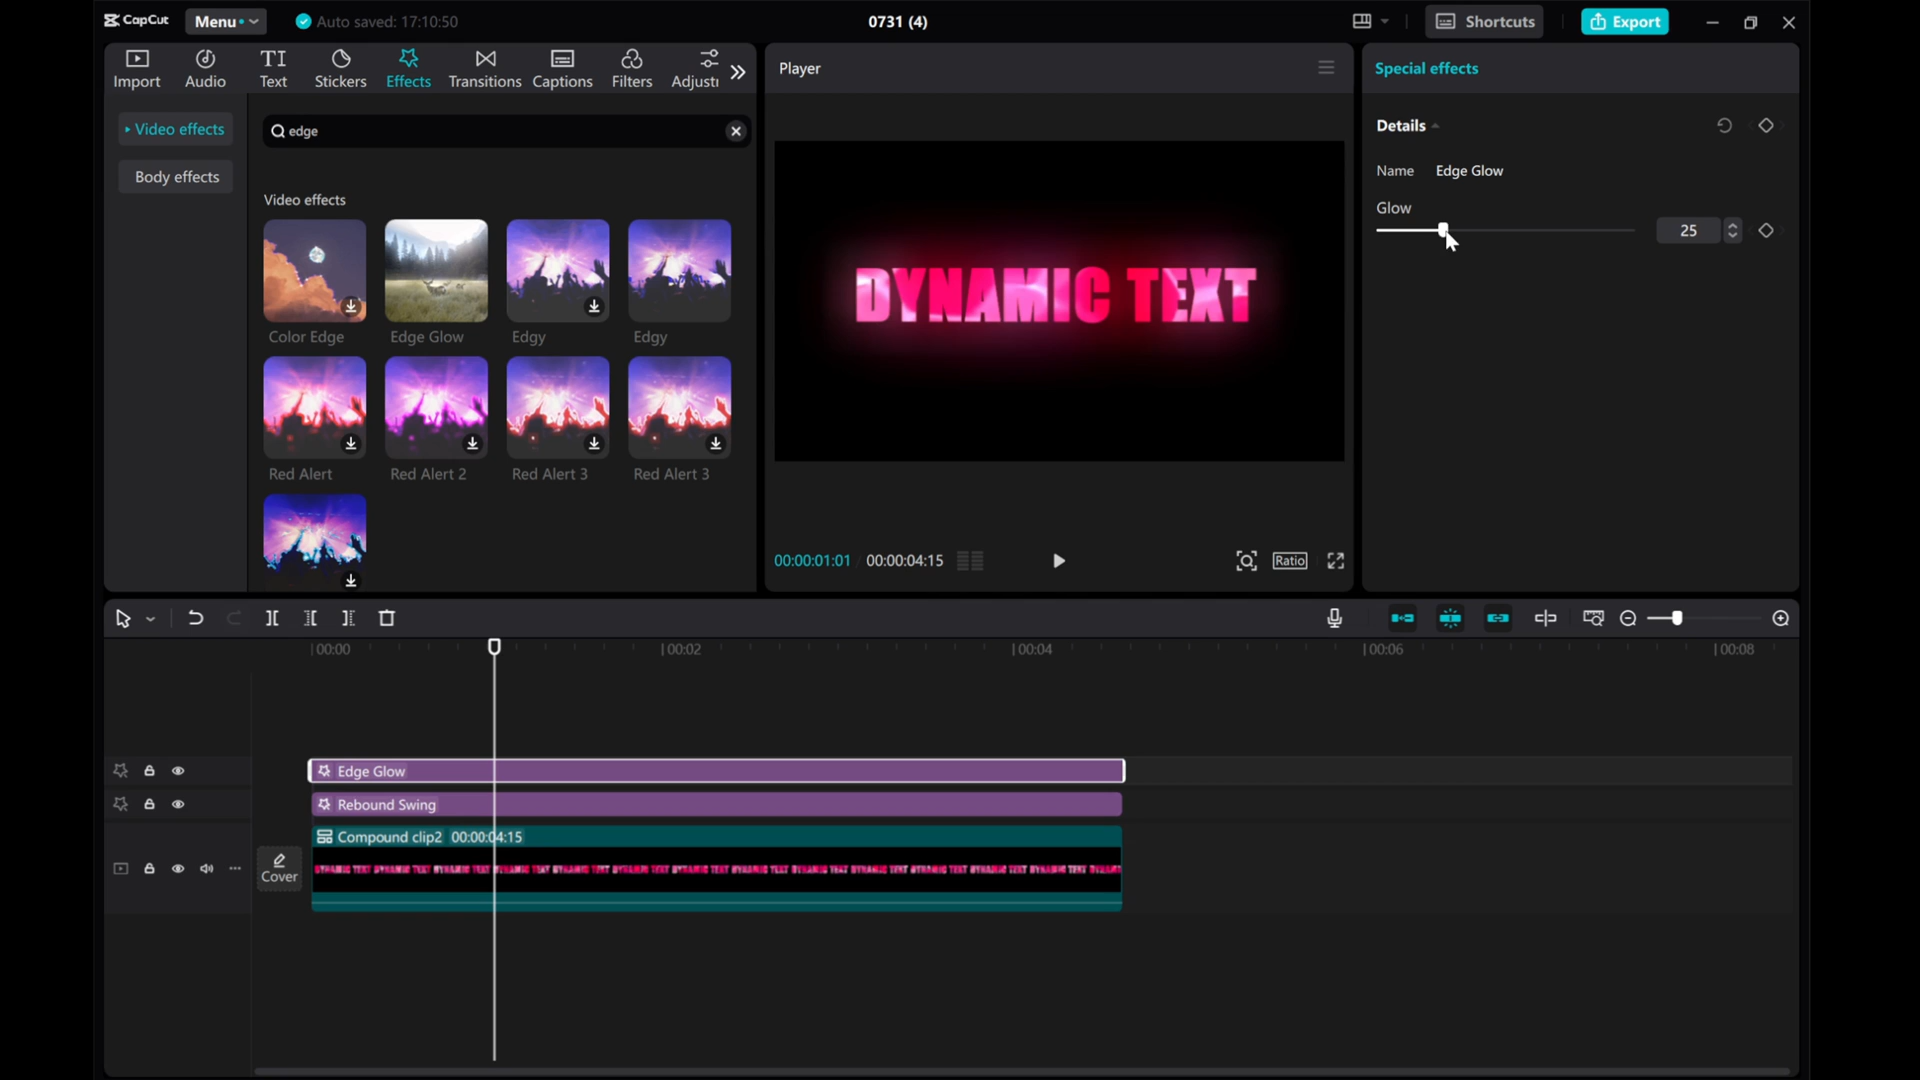 CapCut
Menu
Auto saved: 17:10:50
0731 (4)
Shortcuts
Export
Import
Audio
TI
Text
Stickers
Effects
Transitions
Captions
Filters
Adjustı
Player
Special effects
Video effects
Body effects
edge
Video effects
Color Edge
Edge Glow
Edgy
Edgy
Red Alert
Red Alert 2
Red Alert 3
Red Alert 3
DYNAMIC TEXT
00:00:01:01
00:00:04:15
Ratio
Details
Name Edge Glow
Glow
25
00:00
00:02
00:04
00:06
00:08
Edge Glow
Rebound Swing
Compound clip2 00:00:04:15
Cover